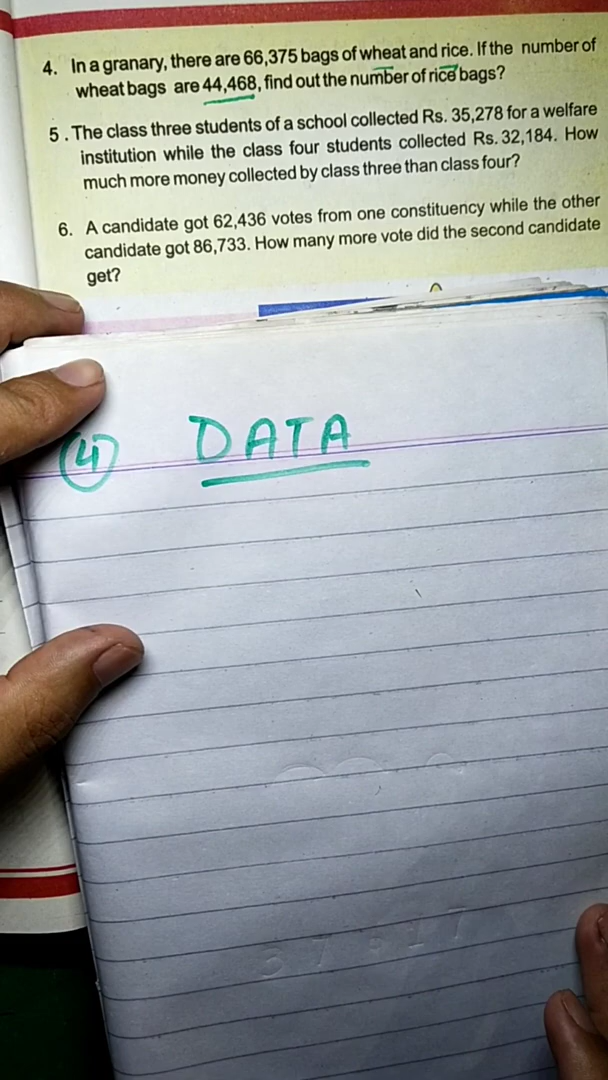 4. In a granary, there are 66,375 bags of wheat and rice. If the number of
wheat bags are 44,468, find out the number of rice bags?
5. The class three students of a school collected Rs. 35,278 for a welfare
institution while the class four students collected Rs. 32,184. How
much more money collected by class three than class four?
6. A candidate got 62,436 votes from one constituency while the other
candidate got 86,733. How many more vote did the second candidate
get?
4 DATA